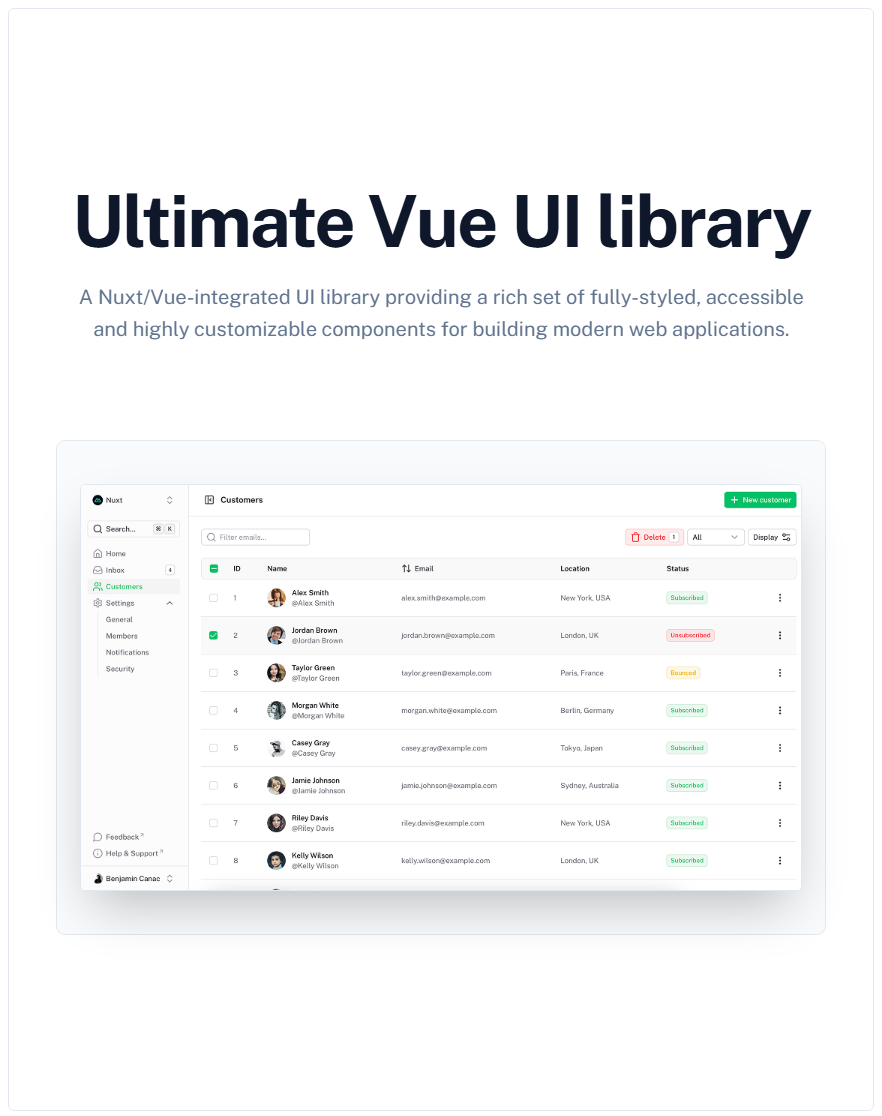 Ultimate Vue UI library
A Nuxt/Vue-integrated UI library providing a rich set of fully-styled, accessible
and highly customizable components for building modern web applications.
Nuxt
Search...
⌘ K
Home
Inbox 4
Customers
Settings
General
Members
Notifications
Security
Feedback
Help & Support
Benjamin Canac
Customers
+ New customer
Filter emails...
Delete 1
All
Display
ID Name Email Location Status
1 Alex Smith alex.smith@example.com New York, USA Subscribed
@Alex Smith
2 Jordan Brown jordan.brown@example.com London, UK Unsubscribed
@Jordan Brown
3 Taylor Green taylor.green@example.com Paris, France Bounced
@Taylor Green
4 Morgan White morgan.white@example.com Berlin, Germany Subscribed
@Morgan White
5 Casey Gray casey.gray@example.com Tokyo, Japan Subscribed
@Casey Gray
6 Jamie Johnson jamie.johnson@example.com Sydney, Australia Subscribed
@Jamie Johnson
7 Riley Davis riley.davis@example.com New York, USA Subscribed
@Riley Davis
8 Kelly Wilson kelly.wilson@example.com London, UK Subscribed
@Kelly Wilson